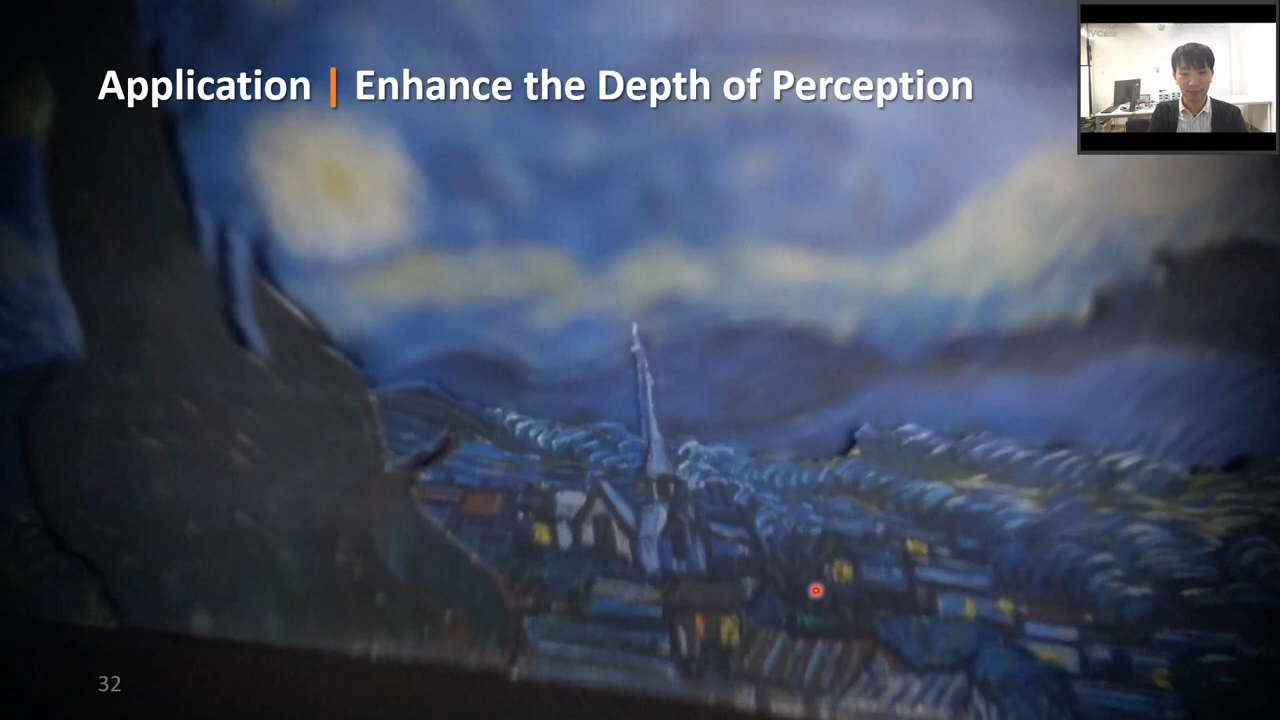 Application | Enhance the Depth of Perception
32